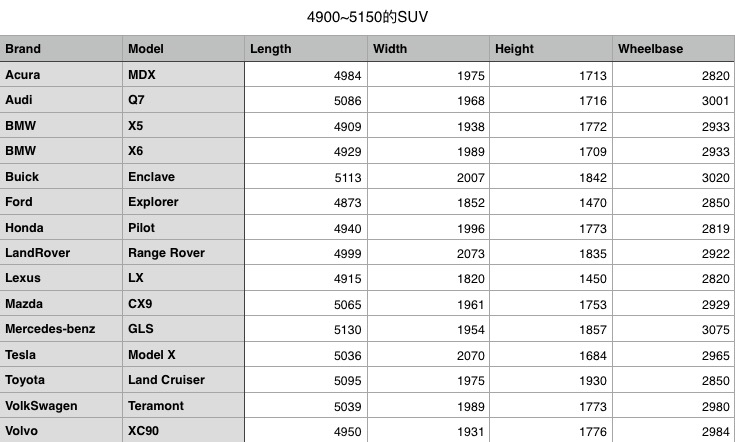 4900~5150的SUV
Brand Model Length Width Height Wheelbase
Acura MDX 4984 1975 1713 2820
Audi Q7 5086 1968 1716 3001
BMW X5 4909 1938 1772 2933
BMW X6 4929 1989 1709 2933
Buick Enclave 5113 2007 1842 3020
Ford Explorer 4873 1852 1470 2850
Honda Pilot 4940 1996 1773 2819
LandRover Range Rover 4999 2073 1835 2922
Lexus LX 4915 1820 1450 2820
Mazda CX9 5065 1961 1753 2929
Mercedes-benz GLS 5130 1954 1857 3075
Tesla Model X 5036 2070 1684 2965
Toyota Land Cruiser 5095 1975 1930 2850
VolkSwagen Teramont 5039 1989 1773 2980
Volvo XC90 4950 1931 1776 2984